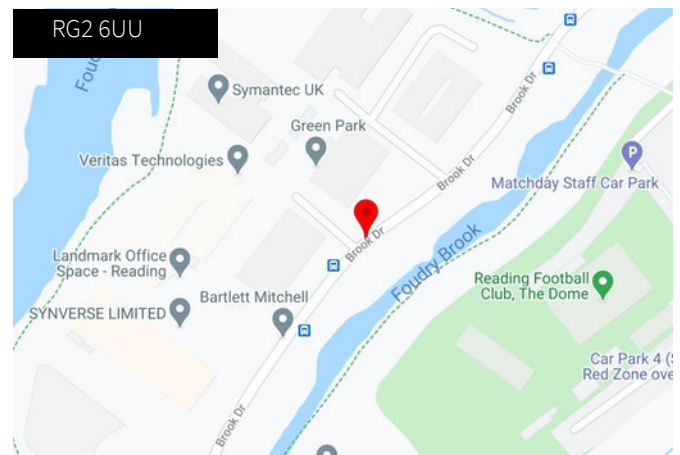 RG2 6UU
Foudry
Symantec UK
Green Park
Brook Dr
Veritas Technologies
Brook Dr
P
Matchday Staff Car Park
Brook Dr
Foudry Brook
Landmark Office
Space - Reading
Reading Football
Club, The Dome
Bartlett Mitchell
SYNVERSE LIMITED
Car Park 4 (S
Red Zone ove
Brook Dr